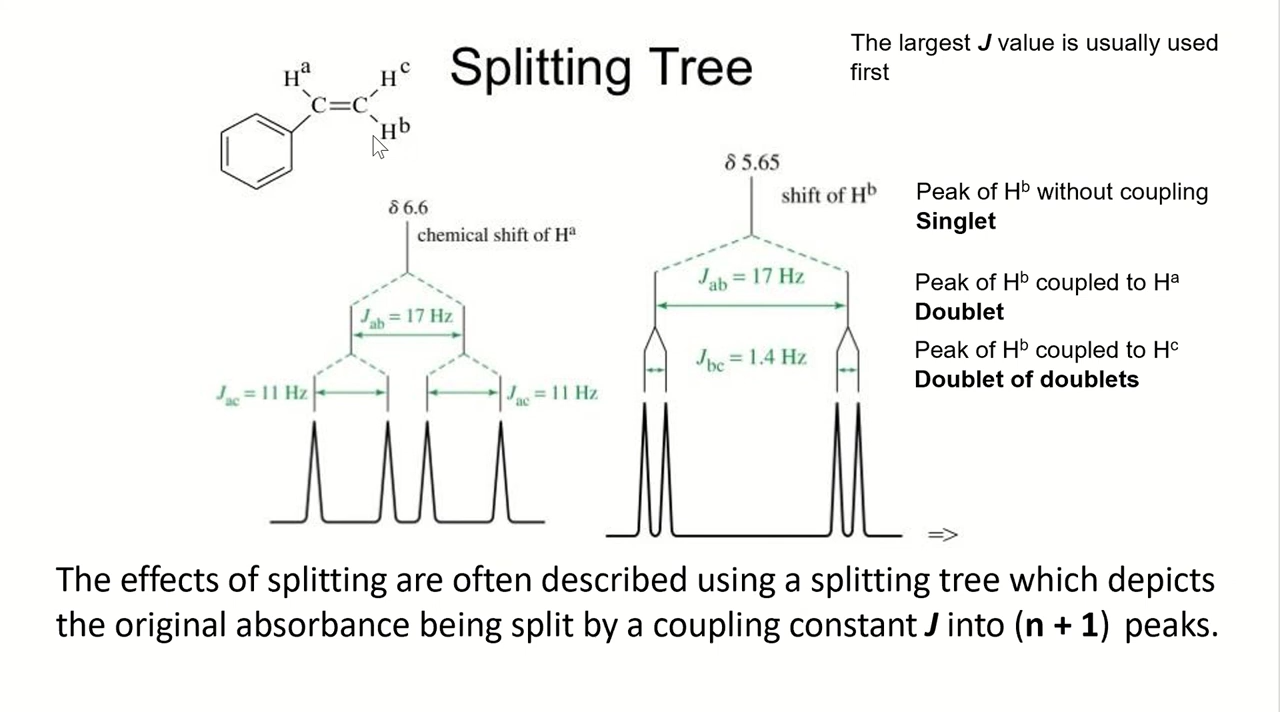 Splitting Tree
The largest J value is usually used
first
Hᵃ
Hᶜ
C=C
Hᵇ
δ 6.6
chemical shift of Hᵃ
Jab = 17 Hz
Jac = 11 Hz
Jac = 11 Hz
δ 5.65
shift of Hᵇ
Jab = 17 Hz
Jbc = 1.4 Hz
Peak of Hᵇ without coupling
Singlet
Peak of Hᵇ coupled to Hᵃ
Doublet
Peak of Hᵇ coupled to Hᶜ
Doublet of doublets
=>
The effects of splitting are often described using a splitting tree which depicts
the original absorbance being split by a coupling constant J into (n + 1) peaks.